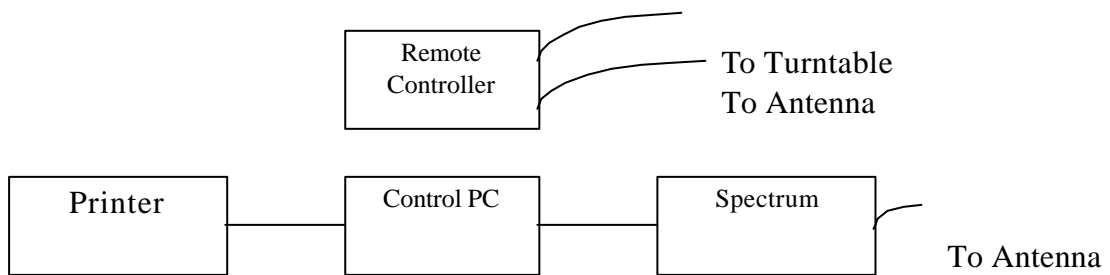 Remote
Controller
To Turntable
To Antenna
Printer
Control PC
Spectrum
To Antenna